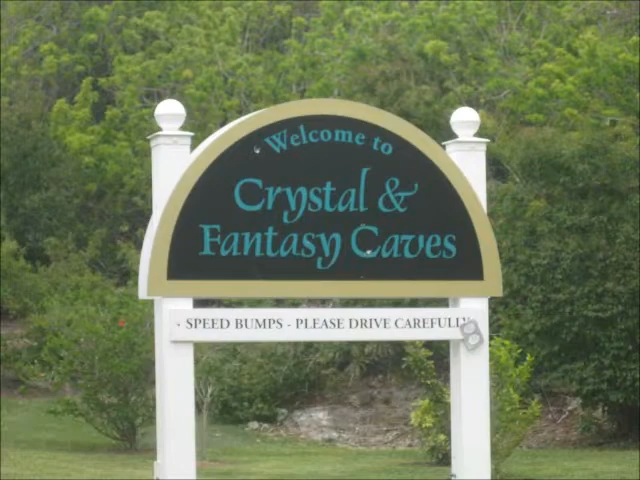 Welcome to
Crystal &
Fantasy Caves
· SPEED BUMPS - PLEASE DRIVE CAREFULLY